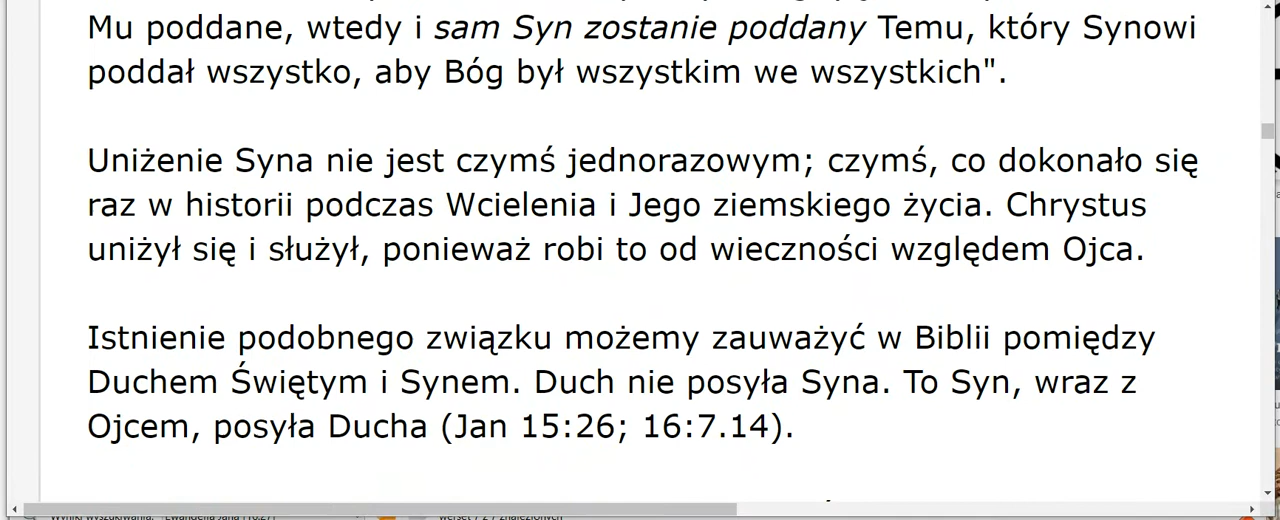 Mu poddane, wtedy i sam Syn zostanie poddany Temu, który Synowi
poddał wszystko, aby Bóg był wszystkim we wszystkich".
Uniżenie Syna nie jest czymś jednorazowym; czymś, co dokonało się
raz w historii podczas Wcielenia i Jego ziemskiego życia. Chrystus
uniżył się i służył, ponieważ robi to od wieczności względem Ojca.
Istnienie podobnego związku możemy zauważyć w Biblii pomiędzy
Duchem Świętym i Synem. Duch nie posyła Syna. To Syn, wraz z
Ojcem, posyła Ducha (Jan 15:26; 16:7.14).